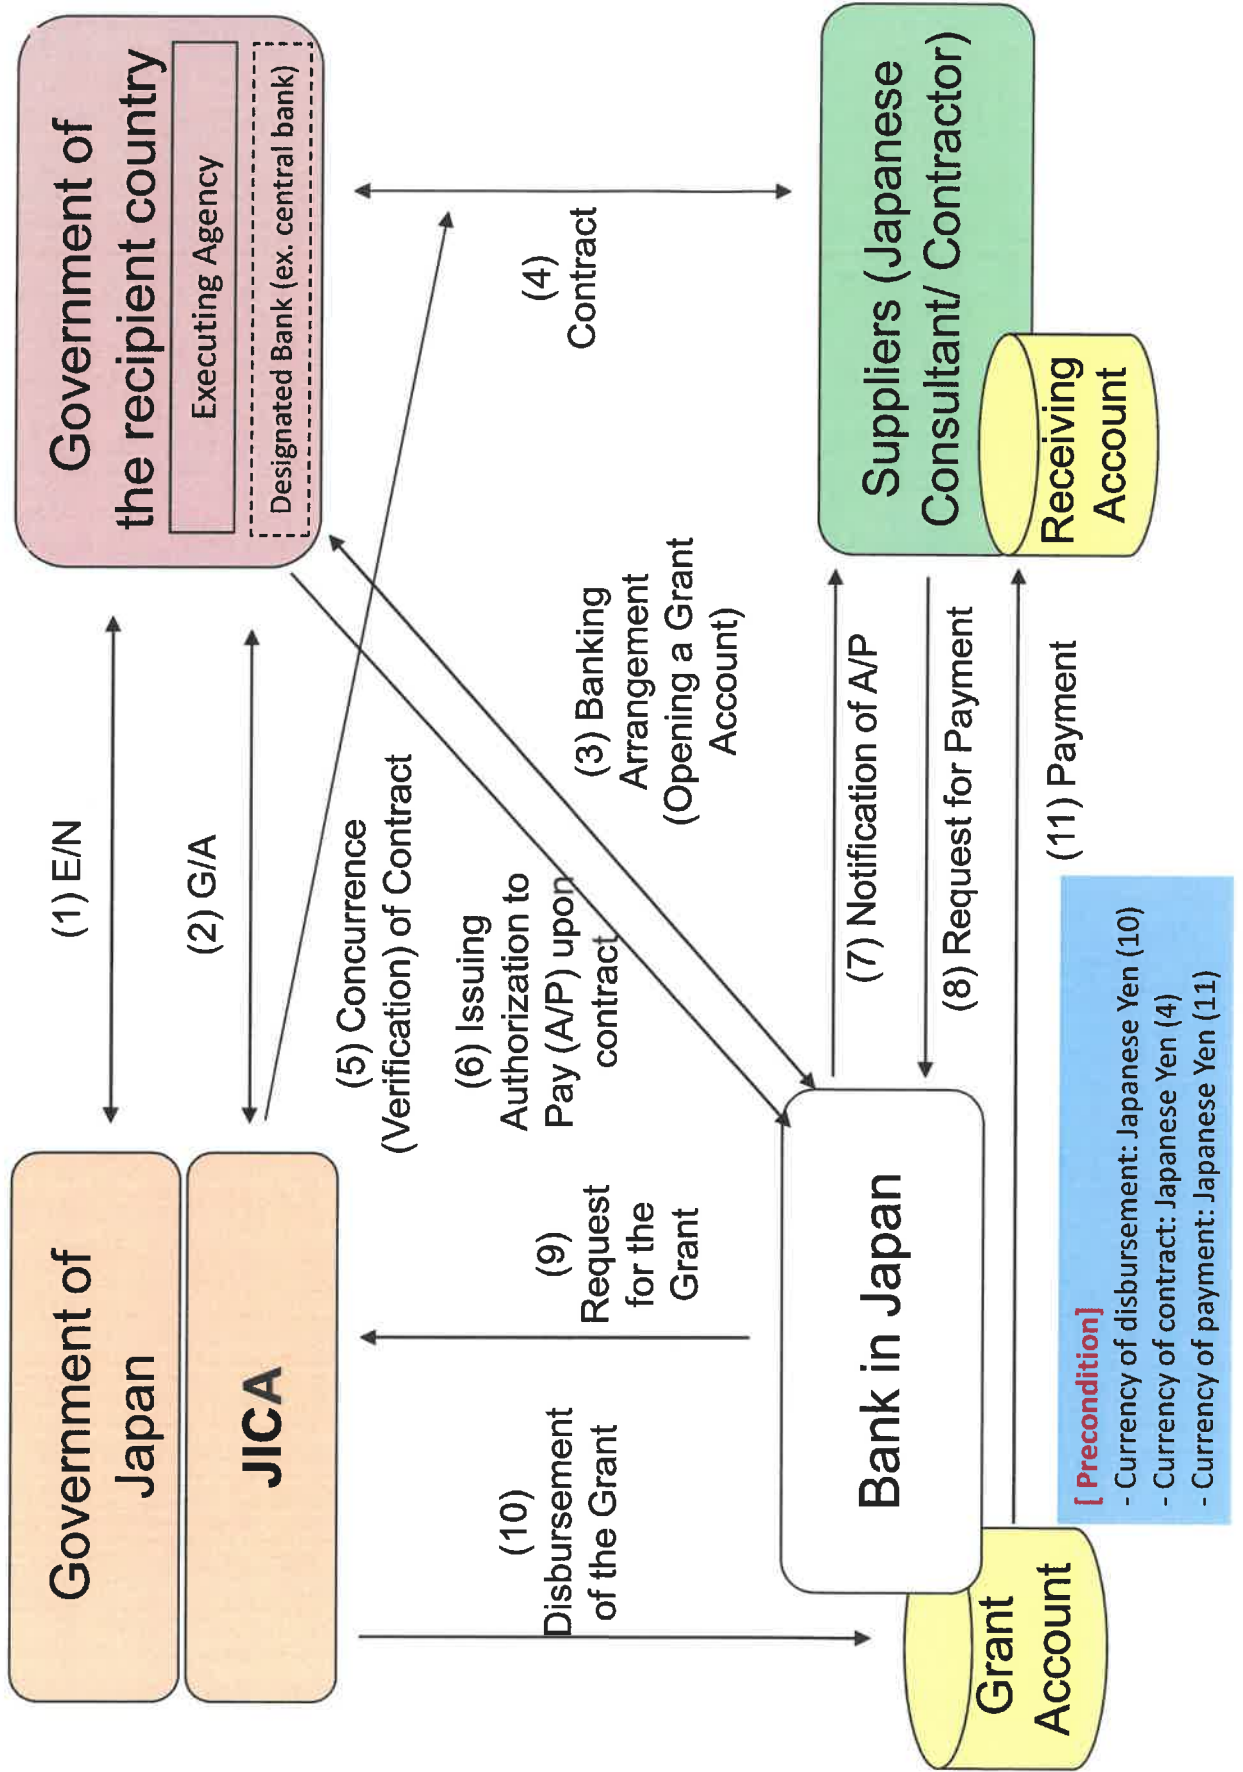 Government of
Japan
JICA
(1) E/N
(2) G/A
Government of
the recipient country
Executing Agency
Designated Bank (ex. central bank)
(5) Concurrence
(Verification) of Contract
(6) Issuing
Authorization to
Pay (A/P) upon
contract
(3) Banking
Arrangement
(Opening a Grant
Account)
(4)
Contract
(10)
Disbursement
of the Grant
(9)
Request
for the
Grant
Bank in Japan
Grant
Account
(7) Notification of A/P
(8) Request for Payment
(11) Payment
Suppliers (Japanese
Consultant/ Contractor)
Receiving
Account
[ Precondition]
- Currency of disbursement: Japanese Yen (10)
- Currency of contract: Japanese Yen (4)
- Currency of payment: Japanese Yen (11)